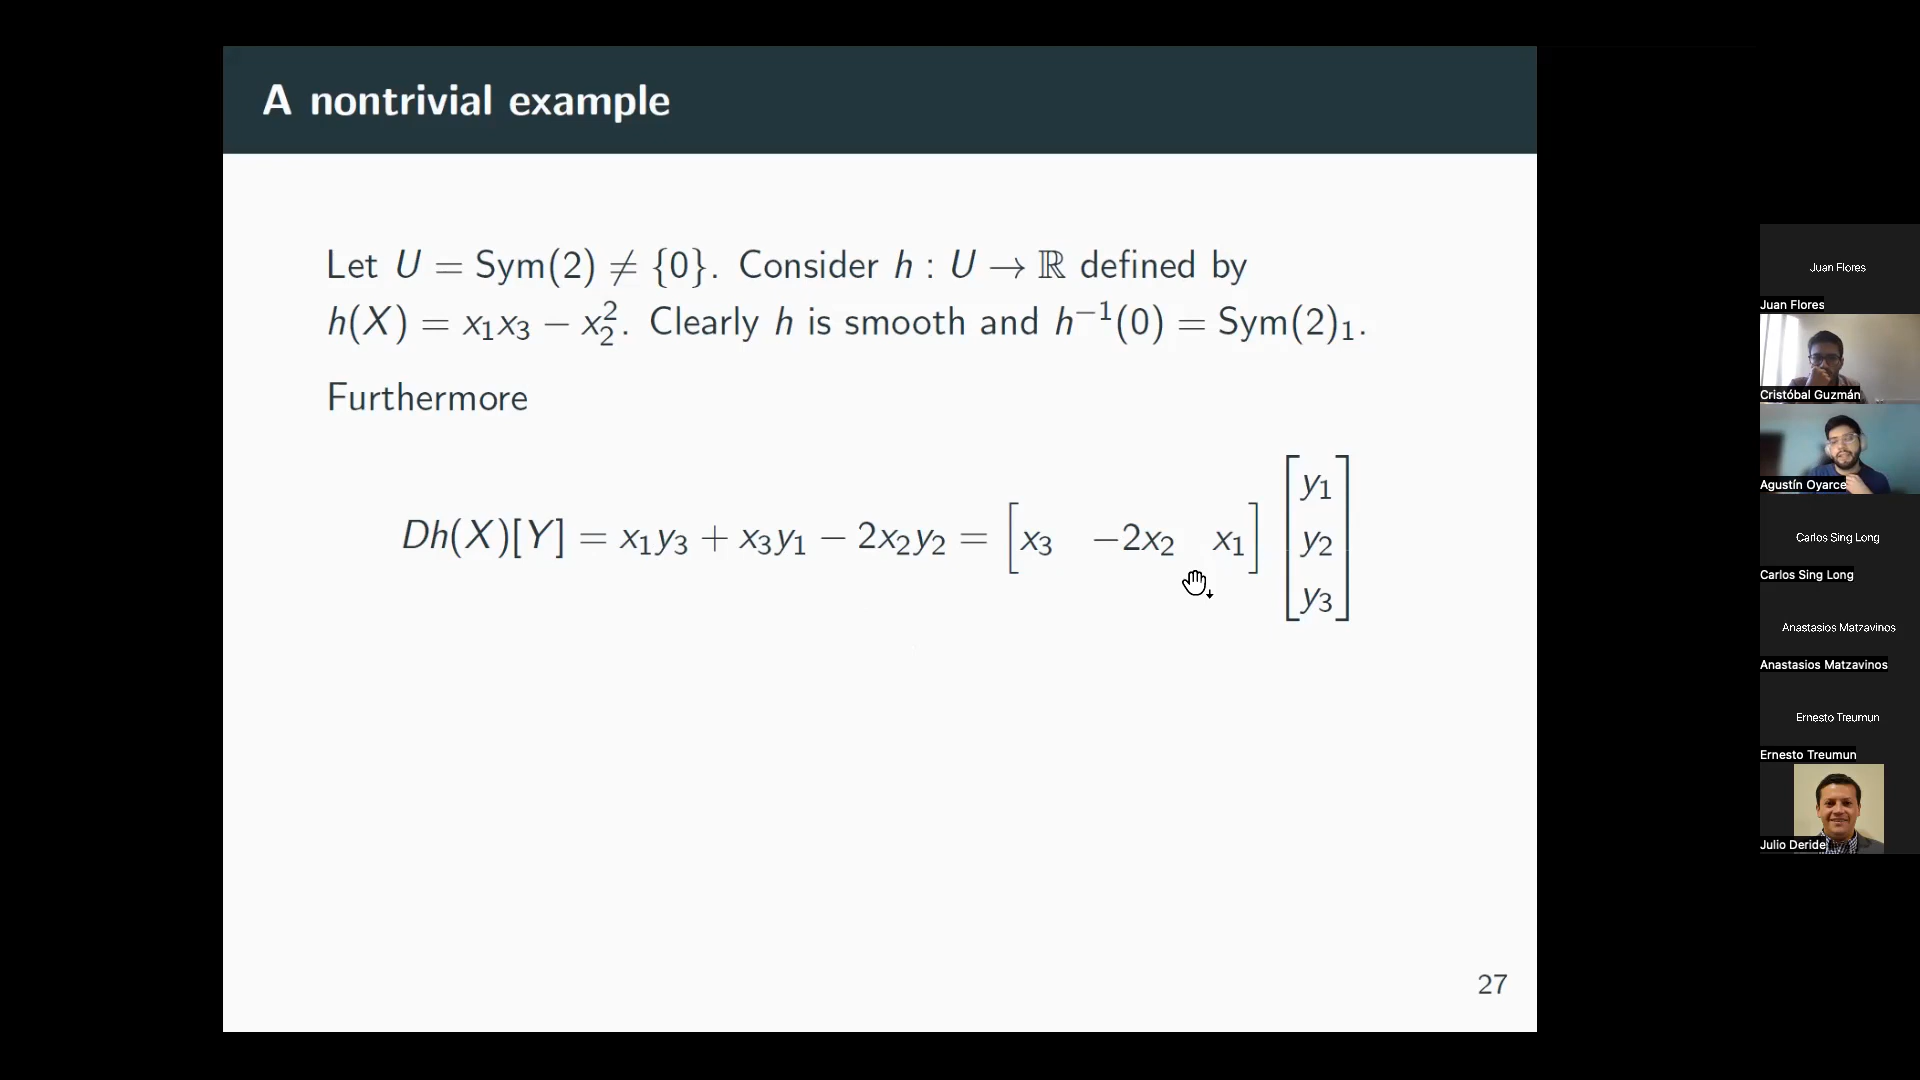 A nontrivial example
Let U = Sym(2) ≠ {0}. Consider h : U → ℝ defined by
h(X) = x₁x₃ − x₂². Clearly h is smooth and h⁻¹(0) = Sym(2)₁.
Furthermore
Dh(X)[Y] = x₁y₃ + x₃y₁ − 2x₂y₂ = [x₃ −2x₂ x₁] [y₁ y₂ y₃]
27
Juan Flores
Juan Flores
Cristóbal Guzmán
Agustín Oyarce
Carlos Sing Long
Carlos Sing Long
Anastasios Matzavinos
Anastasios Matzavinos
Ernesto Treumun
Ernesto Treumun
Julio Deride